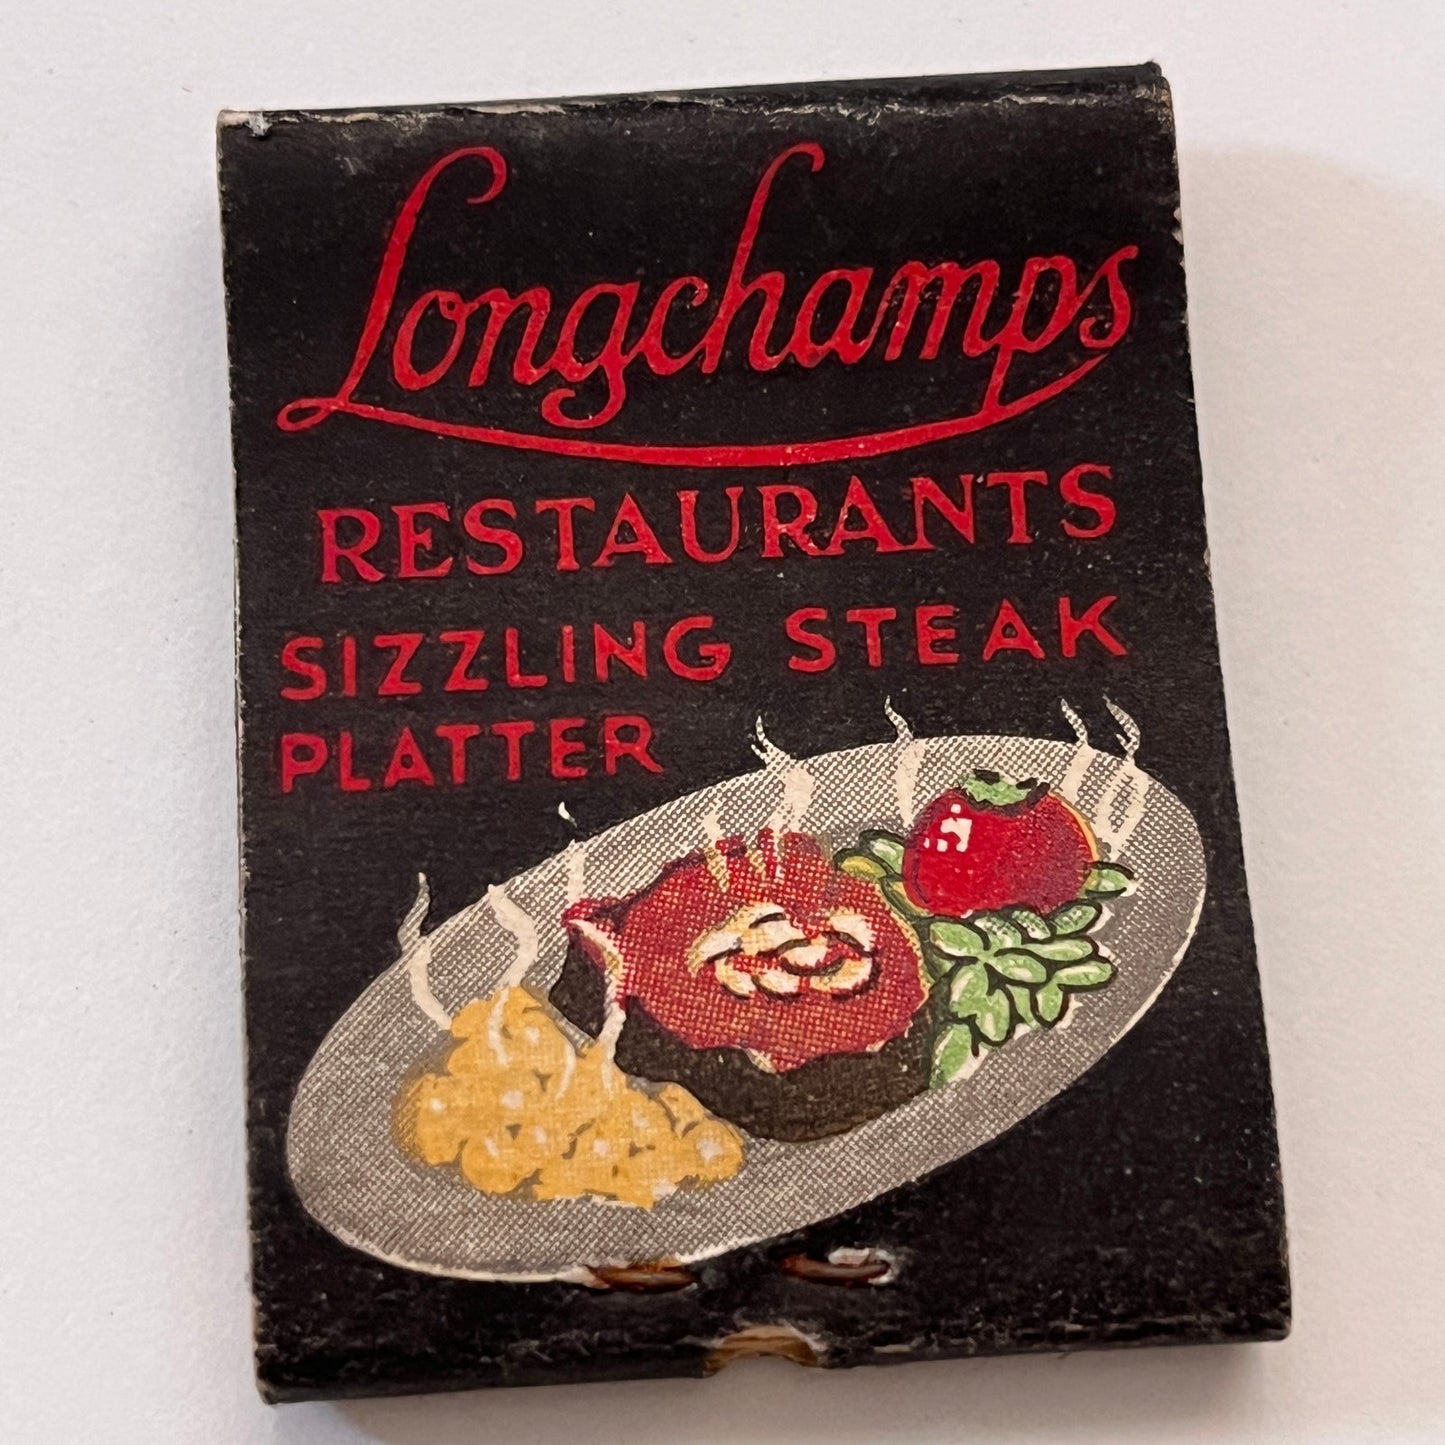 Longchamps
RESTAURANTS
SIZZLING STEAK
PLATTER